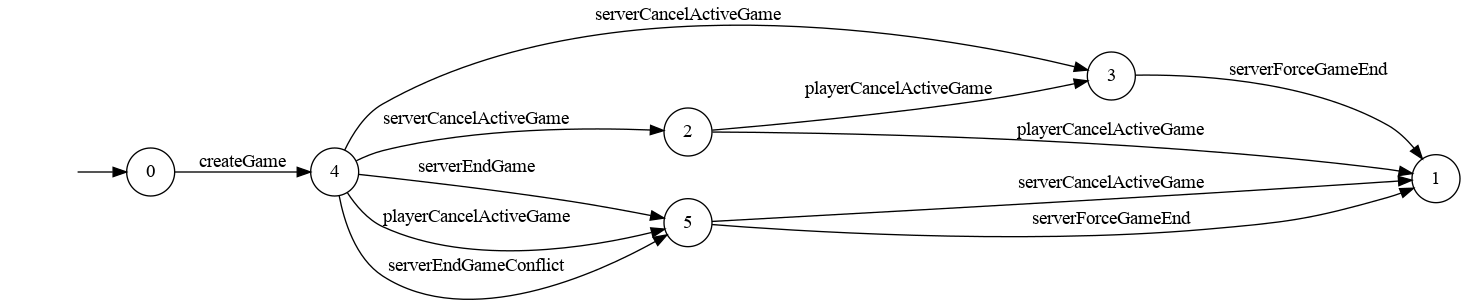 serverCancelActiveGame
serverForceGameEnd
3
playerCancelActiveGame
serverCancelActiveGame
2
playerCancelActiveGame
createGame
serverEndGame
0
4
serverCancelActiveGame
1
playerCancelActiveGame
5
serverForceGameEnd
serverEndGameConflict